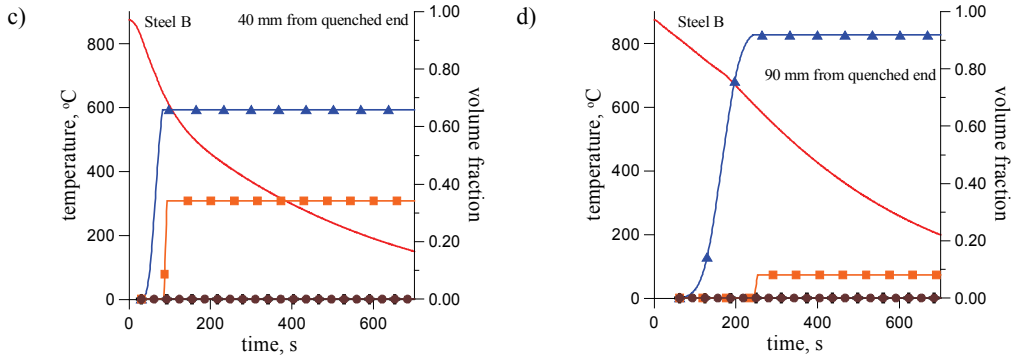 c)
Steel B
40 mm from quenched end
temperature, °C
800
600
400
200
0
0
200
400
600
time, s
1.00
0.80
0.60
0.40
0.20
0.00
volume fraction
d)
Steel B
90 mm from quenched end
temperature, °C
800
600
400
200
0
0
200
400
600
time, s
1.00
0.80
0.60
0.40
0.20
0.00
volume fraction